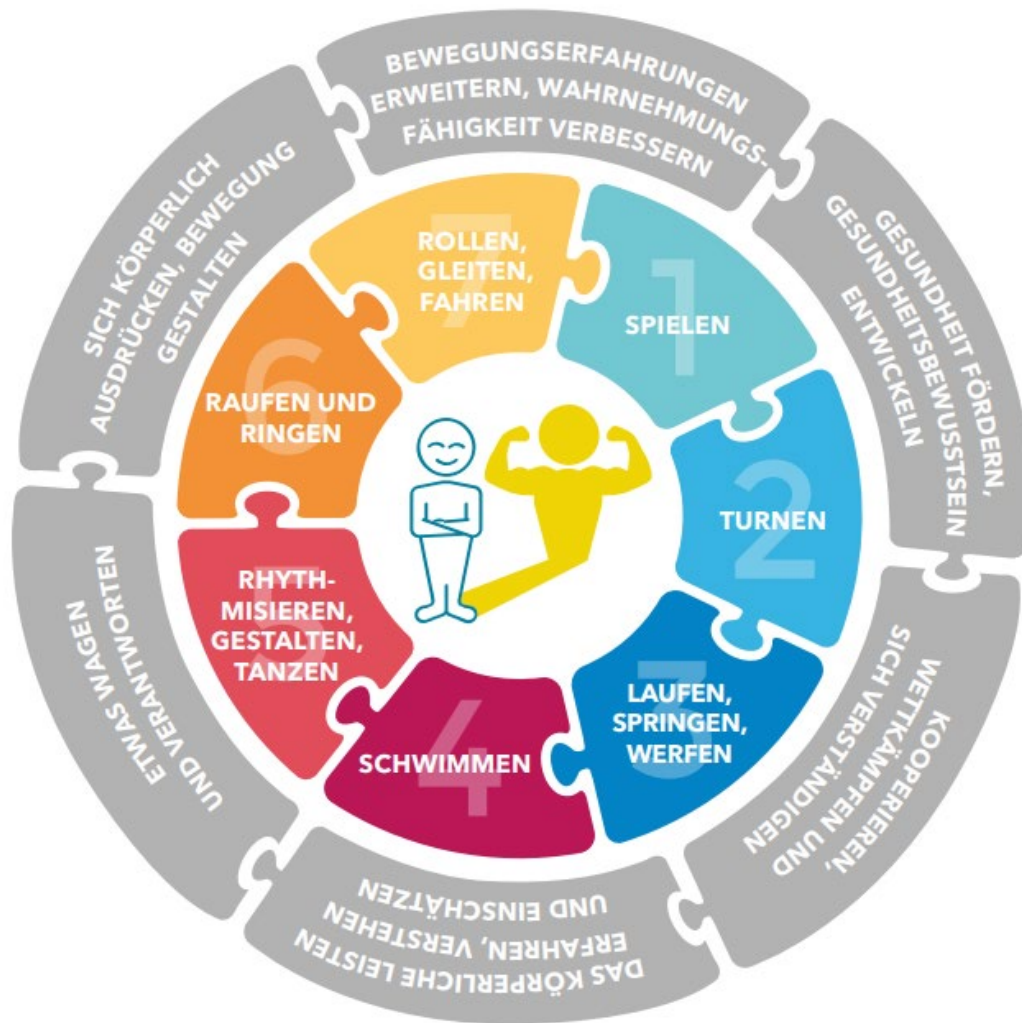 BEWEGUNGSERFAHRUNGEN
ERWEITERN, WAHRNEHMUNGS-
FÄHIGKEIT VERBESSERN
GESUNDHEIT FÖRDERN,
GESUNDHEITSBEWUSSTSEIN
ENTWICKELN
KOOPERIEREN,
WETTKÄMPFEN UND
SICH VERSTÄNDIGEN
DAS KÖRPERLICHE LEISTEN
ERFAHREN, VERSTEHEN
UND EINSCHÄTZEN
ETWAS WAGEN
UND VERANTWORTEN
SICH KÖRPERLICH
AUSDRÜCKEN, BEWEGUNG
GESTALTEN
1
SPIELEN
2
TURNEN
3
LAUFEN,
SPRINGEN,
WERFEN
4
SCHWIMMEN
5
RHYTH-
MISIEREN,
GESTALTEN,
TANZEN
6
RAUFEN UND
RINGEN
7
ROLLEN,
GLEITEN,
FAHREN